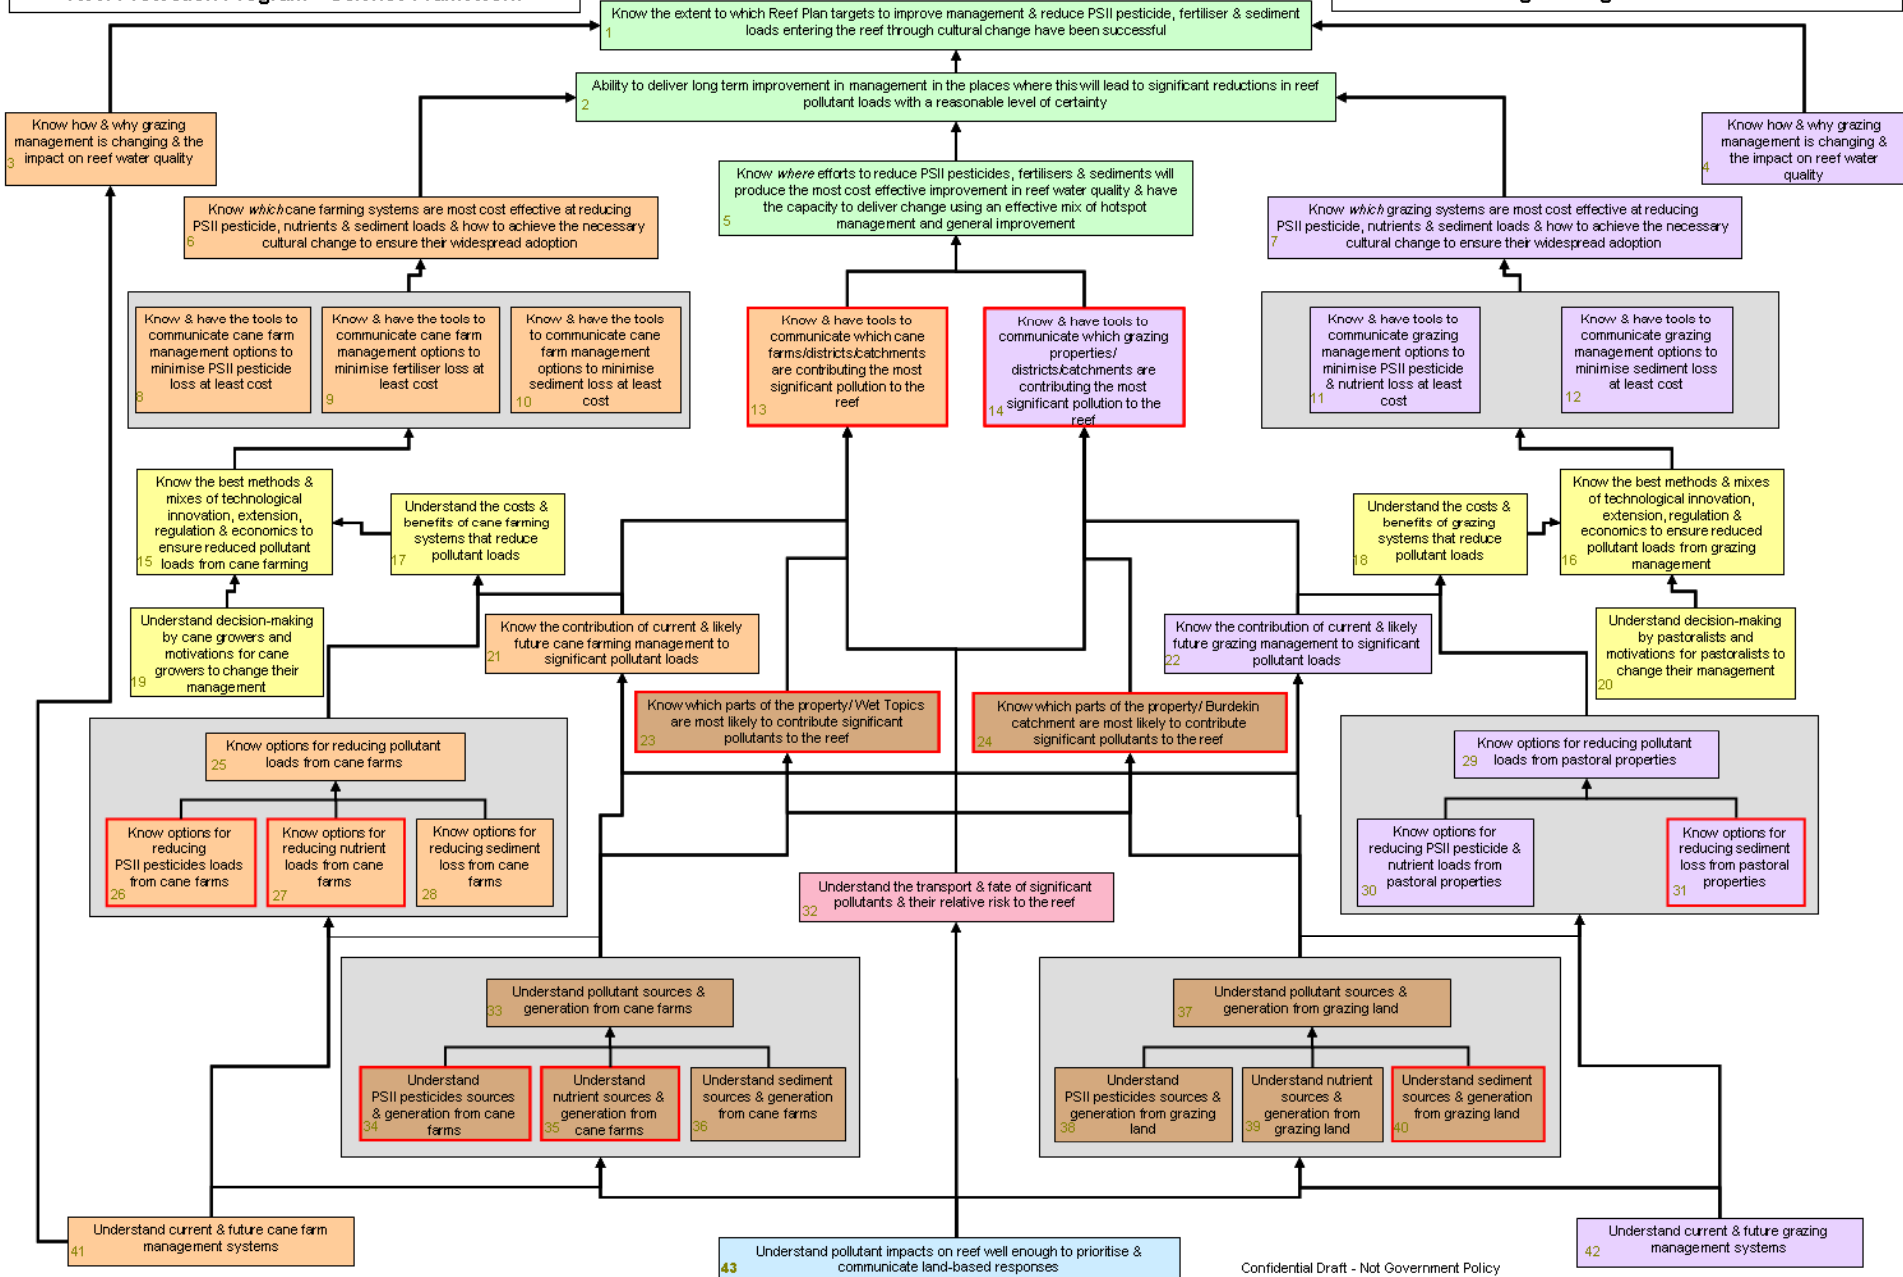 Know the extent to which Reef Plan targets to improve management & reduce PSII pesticide, fertiliser & sediment
loads entering the reef through cultural change have been successful
1
Ability to deliver long term improvement in management in the places where this will lead to significant reductions in reef
pollutant loads with a reasonable level of certainty
2
Know how & why grazing
management is changing & the
impact on reef water quality
3
Know how & why grazing
management is changing &
the impact on reef water
quality
4
Know where efforts to reduce PSII pesticides, fertilisers & sediments will
produce the most cost effective improvement in reef water quality & have
the capacity to deliver change using an effective mix of hotspot
management and general improvement
5
Know which cane farming systems are most cost effective at reducing
PSII pesticide, nutrients & sediment loads & how to achieve the necessary
cultural change to ensure their widespread adoption
6
Know which grazing systems are most cost effective at reducing
PSII pesticide, nutrients & sediment loads & how to achieve the necessary
cultural change to ensure their widespread adoption
7
Know & have the tools to
communicate cane farm
management options to
minimise PSII pesticide
loss at least cost
8
Know & have the tools to
communicate cane farm
management options to
minimise fertiliser loss at
least cost
9
Know & have the tools
to communicate cane
farm management
options to minimise
sediment loss at least
cost
10
Know & have tools to
communicate which cane
farms/districts/catchments
are contributing the most
significant pollution to the
reef
13
Know & have tools to
communicate which grazing
properties/
districts/catchments are
contributing the most
significant pollution to the
reef
14
Know & have tools to
communicate grazing
management options to
minimise PSII pesticide
& nutrient loss at least
cost
11
Know & have tools to
communicate grazing
management options to
minimise sediment loss
at least cost
12
Know the best methods &
mixes of technological
innovation, extension,
regulation & economics to
ensure reduced pollutant
loads from cane farming
15
Understand the costs &
benefits of cane farming
systems that reduce
pollutant loads
17
Understand the costs &
benefits of grazing
systems that reduce
pollutant loads
18
Know the best methods & mixes
of technological innovation,
extension, regulation &
economics to ensure reduced
pollutant loads from grazing
management
16
Understand decision-making
by cane growers and
motivations for cane
growers to change their
management
19
Know the contribution of current & likely
future cane farming management to
significant pollutant loads
21
Know the contribution of current & likely
future grazing management to significant
pollutant loads
22
Understand decision-making
by pastoralists and
motivations for pastoralists to
change their management
20
Know which parts of the property/ Wet Topics
are most likely to contribute significant
pollutants to the reef
23
Know which parts of the property/ Burdekin
catchment are most likely to contribute
significant pollutants to the reef
24
Know options for reducing pollutant
loads from cane farms
25
Know options for
reducing
PSII pesticides loads
from cane farms
26
Know options for
reducing nutrient
loads from cane
farms
27
Know options for
reducing sediment
loss from cane
farms
28
Know options for reducing pollutant
loads from pastoral properties
29
Know options for
reducing PSII pesticide &
nutrient loads from
pastoral properties
30
Know options for
reducing sediment
loss from pastoral
properties
31
Understand the transport & fate of significant
pollutants & their relative risk to the reef
32
Understand pollutant sources &
generation from cane farms
33
Understand
PSII pesticides sources
& generation from cane
farms
34
Understand
nutrient sources &
generation from
cane farms
35
Understand sediment
sources & generation
from cane farms
36
Understand pollutant sources &
generation from grazing land
37
Understand
PSII pesticides sources &
generation from grazing
land
38
Understand nutrient
sources &
generation from
grazing land
39
Understand sediment
sources & generation
from grazing land
40
Understand current & future cane farm
management systems
41
Understand current & future grazing
management systems
42
Understand pollutant impacts on reef well enough to prioritise &
communicate land-based responses
43
Confidential Draft - Not Government Policy